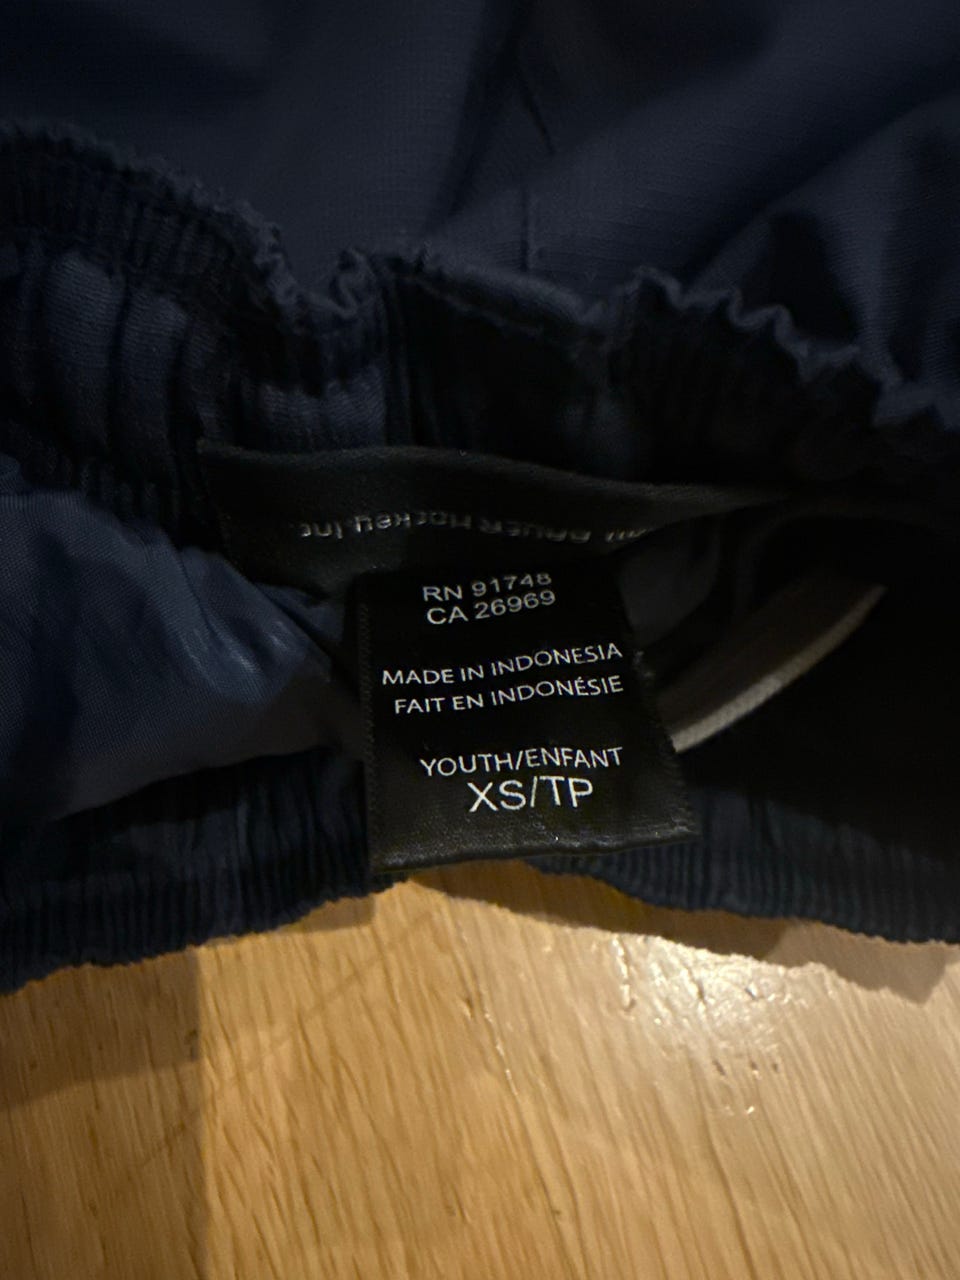 BAUER Hockey, Inc
RN 91748
CA 26969
MADE IN INDONESIA
FAIT EN INDONÉSIE
YOUTH/ENFANT
XS/TP